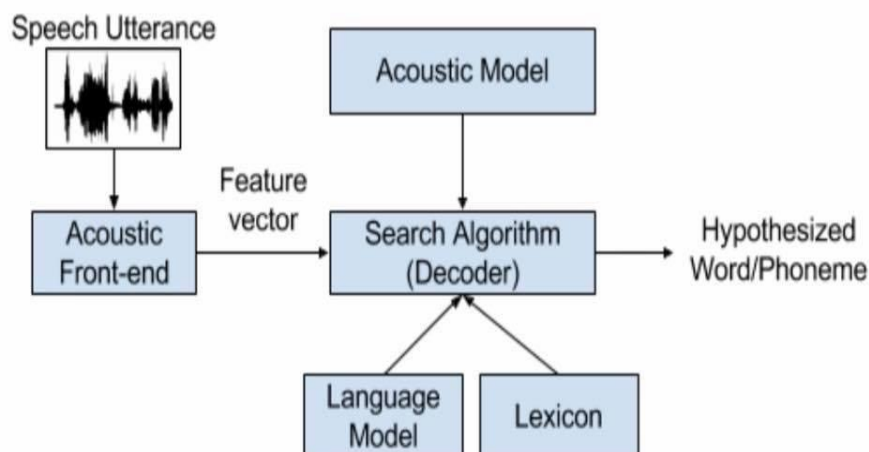 Speech Utterance
Acoustic Model
Feature
vector
Acoustic
Front-end
Search Algorithm
(Decoder)
Hypothesized
Word/Phoneme
Language
Model
Lexicon